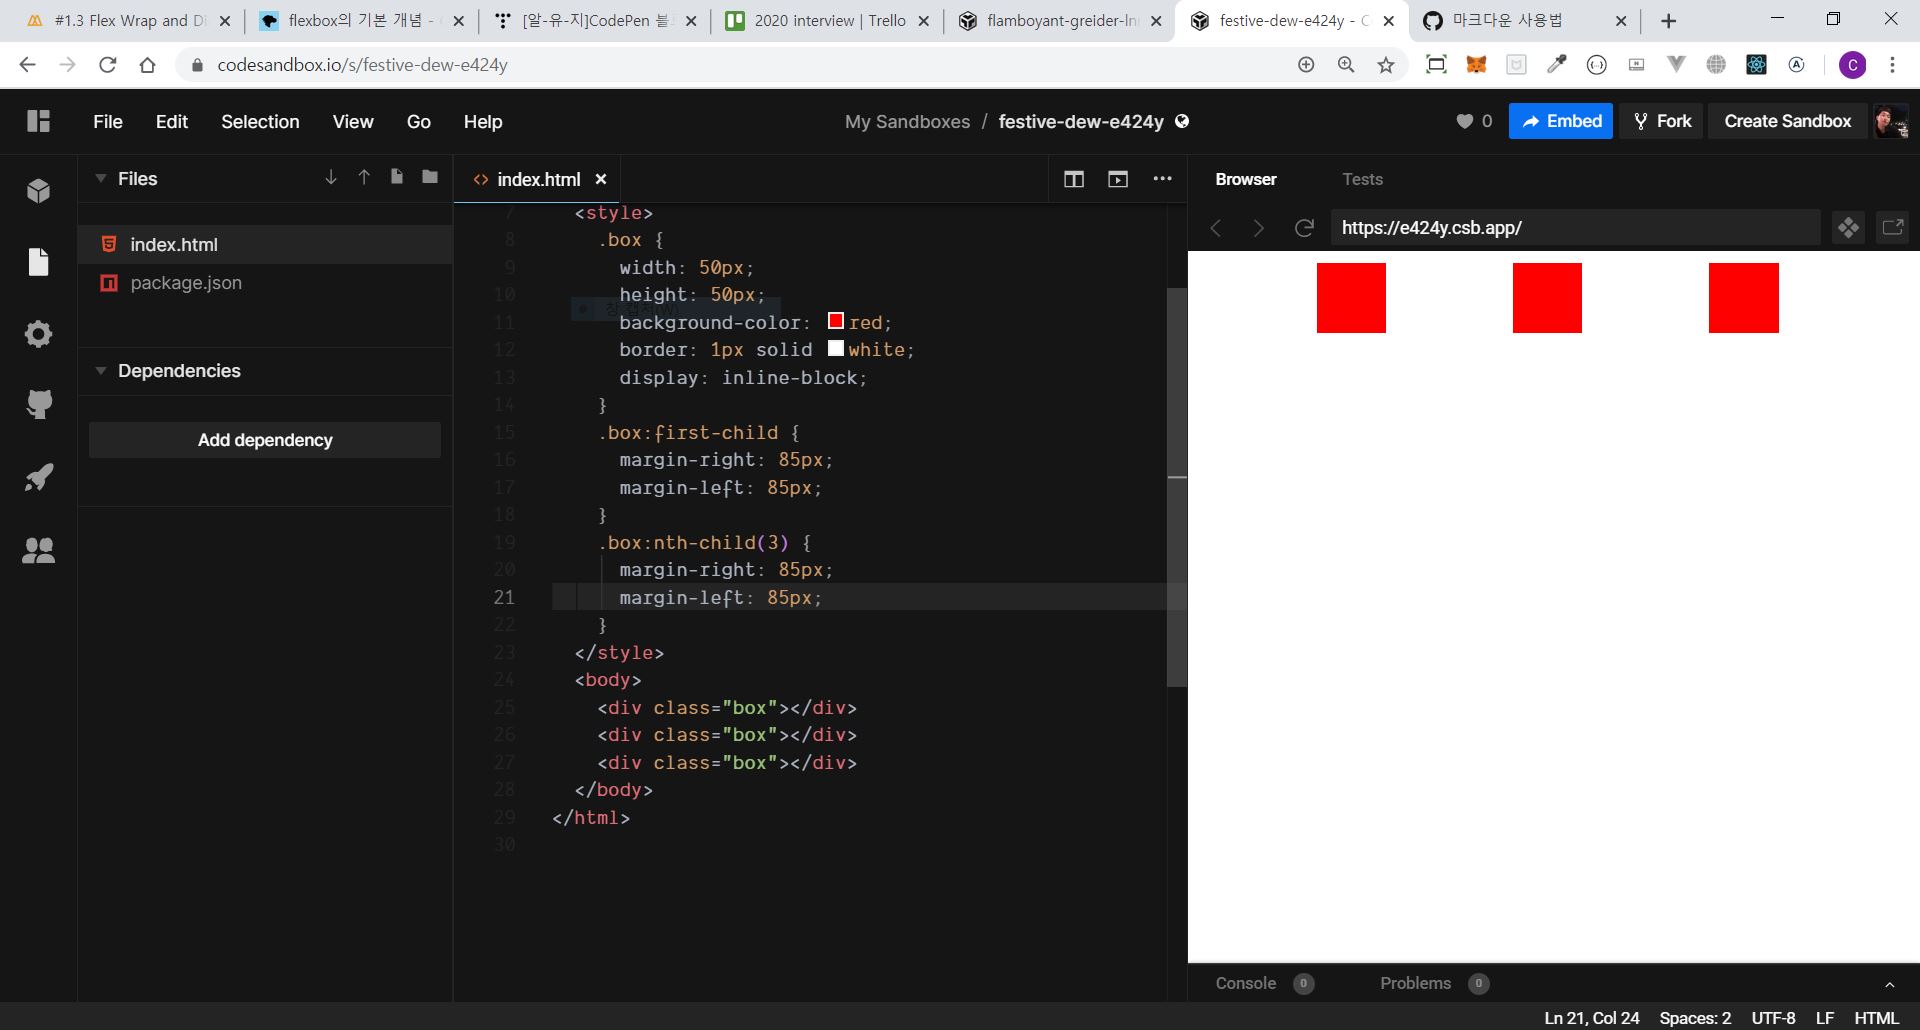 #1.3 Flex Wrap and Di
flexbox의 기본 개념 -
[알-유-지]CodePen 블
2020 interview | Trello
flamboyant-greider-ln
festive-dew-e424y - C
마크다운 사용법
codesandbox.io/s/festive-dew-e424y
C
File Edit Selection View Go Help
My Sandboxes / festive-dew-e424y
0
Embed
Fork
Create Sandbox
Files
index.html
package.json
Dependencies
Add dependency
index.html
7 <style>
8 .box {
9 width: 50px;
10 height: 50px;
11 background-color: red;
12 border: 1px solid white;
13 display: inline-block;
14 }
15 .box:first-child {
16 margin-right: 85px;
17 margin-left: 85px;
18 }
19 .box:nth-child(3) {
20 margin-right: 85px;
21 margin-left: 85px;
22 }
23 </style>
24 <body>
25 <div class="box"></div>
26 <div class="box"></div>
27 <div class="box"></div>
28 </body>
29 </html>
30
Browser
Tests
https://e424y.csb.app/
Console 0
Problems 0
Ln 21, Col 24 Spaces: 2 UTF-8 LF HTML